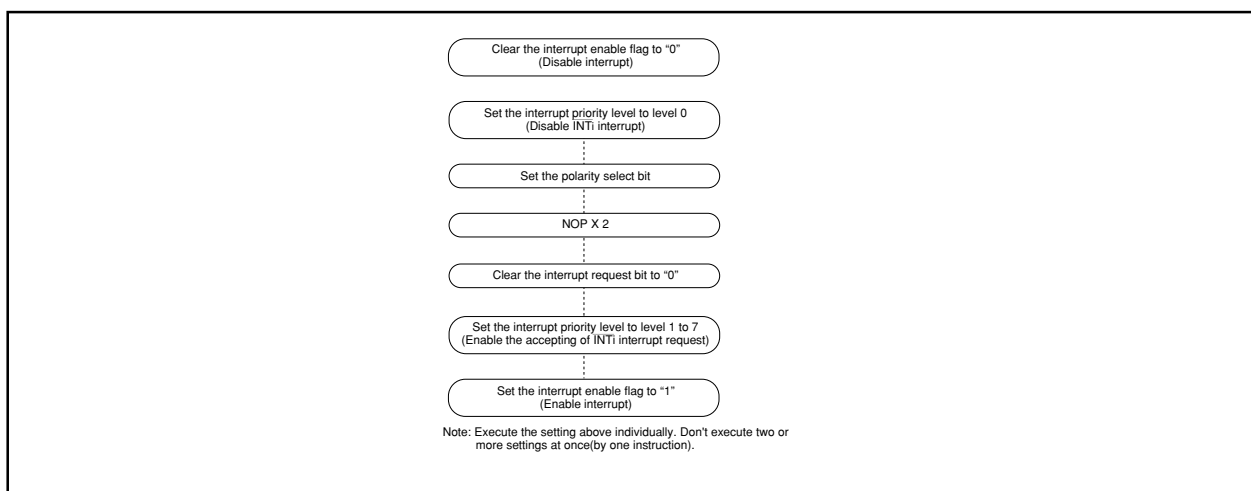 Clear the interrupt enable flag to “0”
(Disable interrupt)
Set the interrupt priority level to level 0
(Disable INTi interrupt)
Set the polarity select bit
NOP X 2
Clear the interrupt request bit to “0”
Set the interrupt priority level to level 1 to 7
(Enable the accepting of INTi interrupt request)
Set the interrupt enable flag to “1”
(Enable interrupt)
Note: Execute the setting above individually. Don't execute two or
more settings at once(by one instruction).